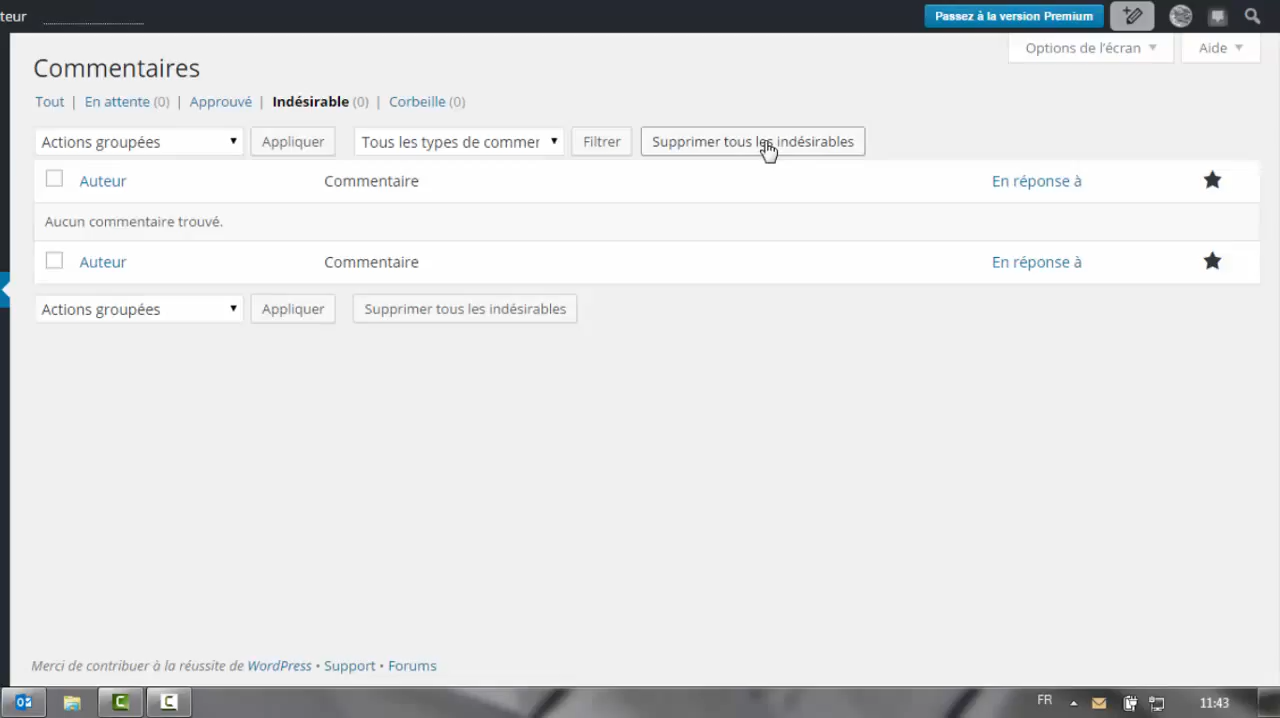 teur
Passez à la version Premium
Options de l'écran ▼ Aide ▼
Commentaires
Tout | En attente (0) | Approuvé | Indésirable (0) | Corbeille (0)
Actions groupées ▼ Appliquer Tous les types de commer ▼ Filtrer Supprimer tous les indésirables
Auteur Commentaire En réponse à ★
Aucun commentaire trouvé.
Auteur Commentaire En réponse à ★
Actions groupées ▼ Appliquer Supprimer tous les indésirables
Merci de contribuer à la réussite de WordPress • Support • Forums
FR 11:43